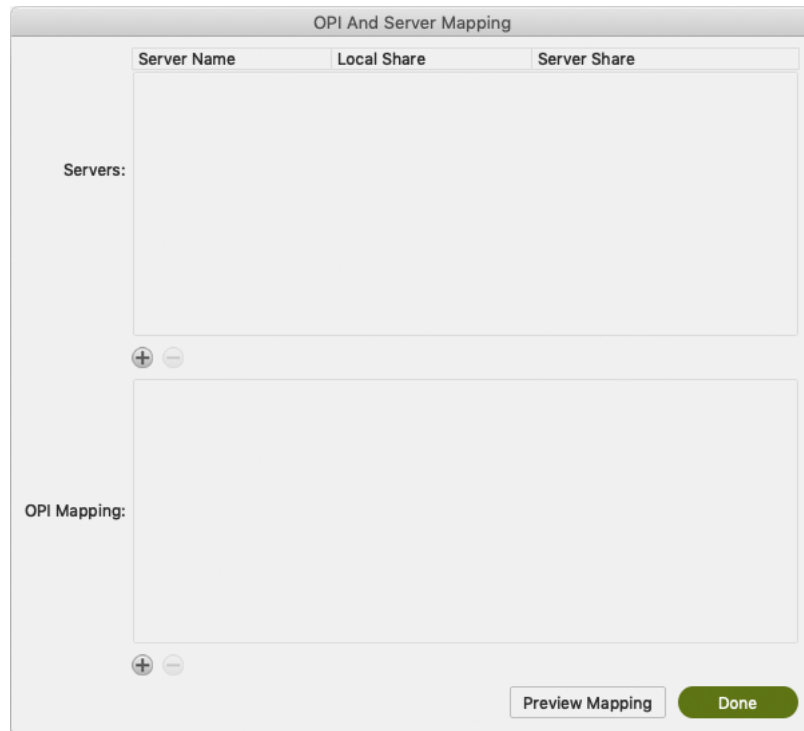 OPI And Server Mapping
Server Name Local Share Server Share
Servers:
OPI Mapping:
Preview Mapping Done